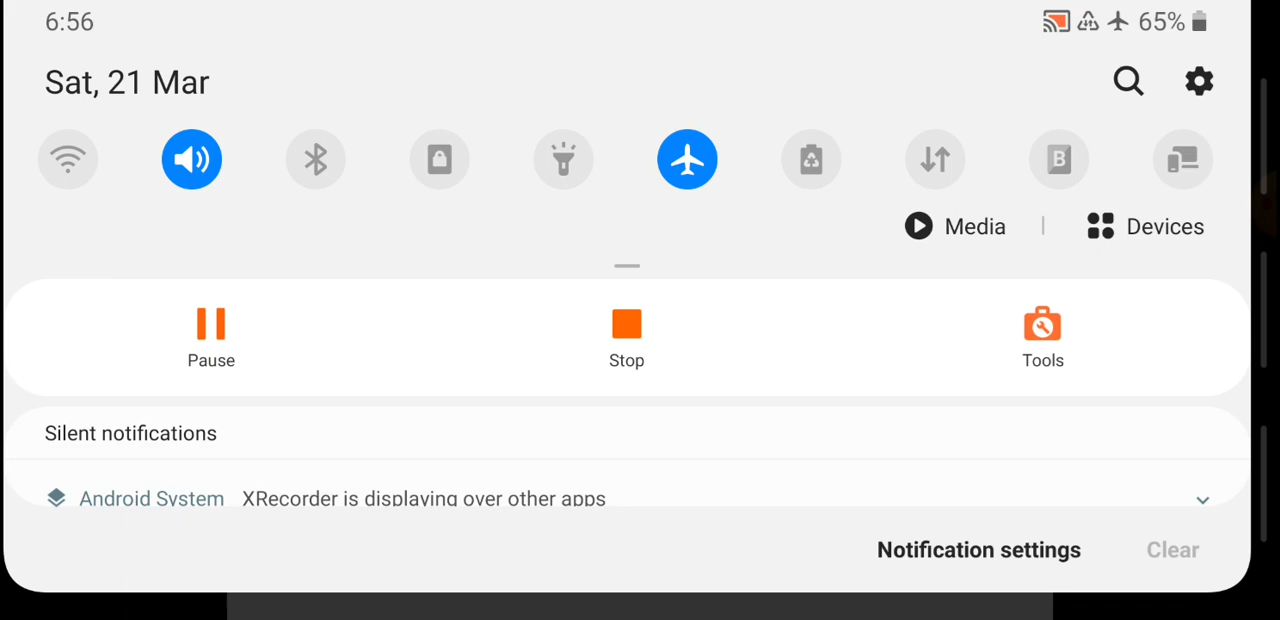 6:56
65%
Sat, 21 Mar
B
Media
Devices
Pause
Stop
Tools
Silent notifications
Android System XRecorder is displaying over other apps
Notification settings
Clear